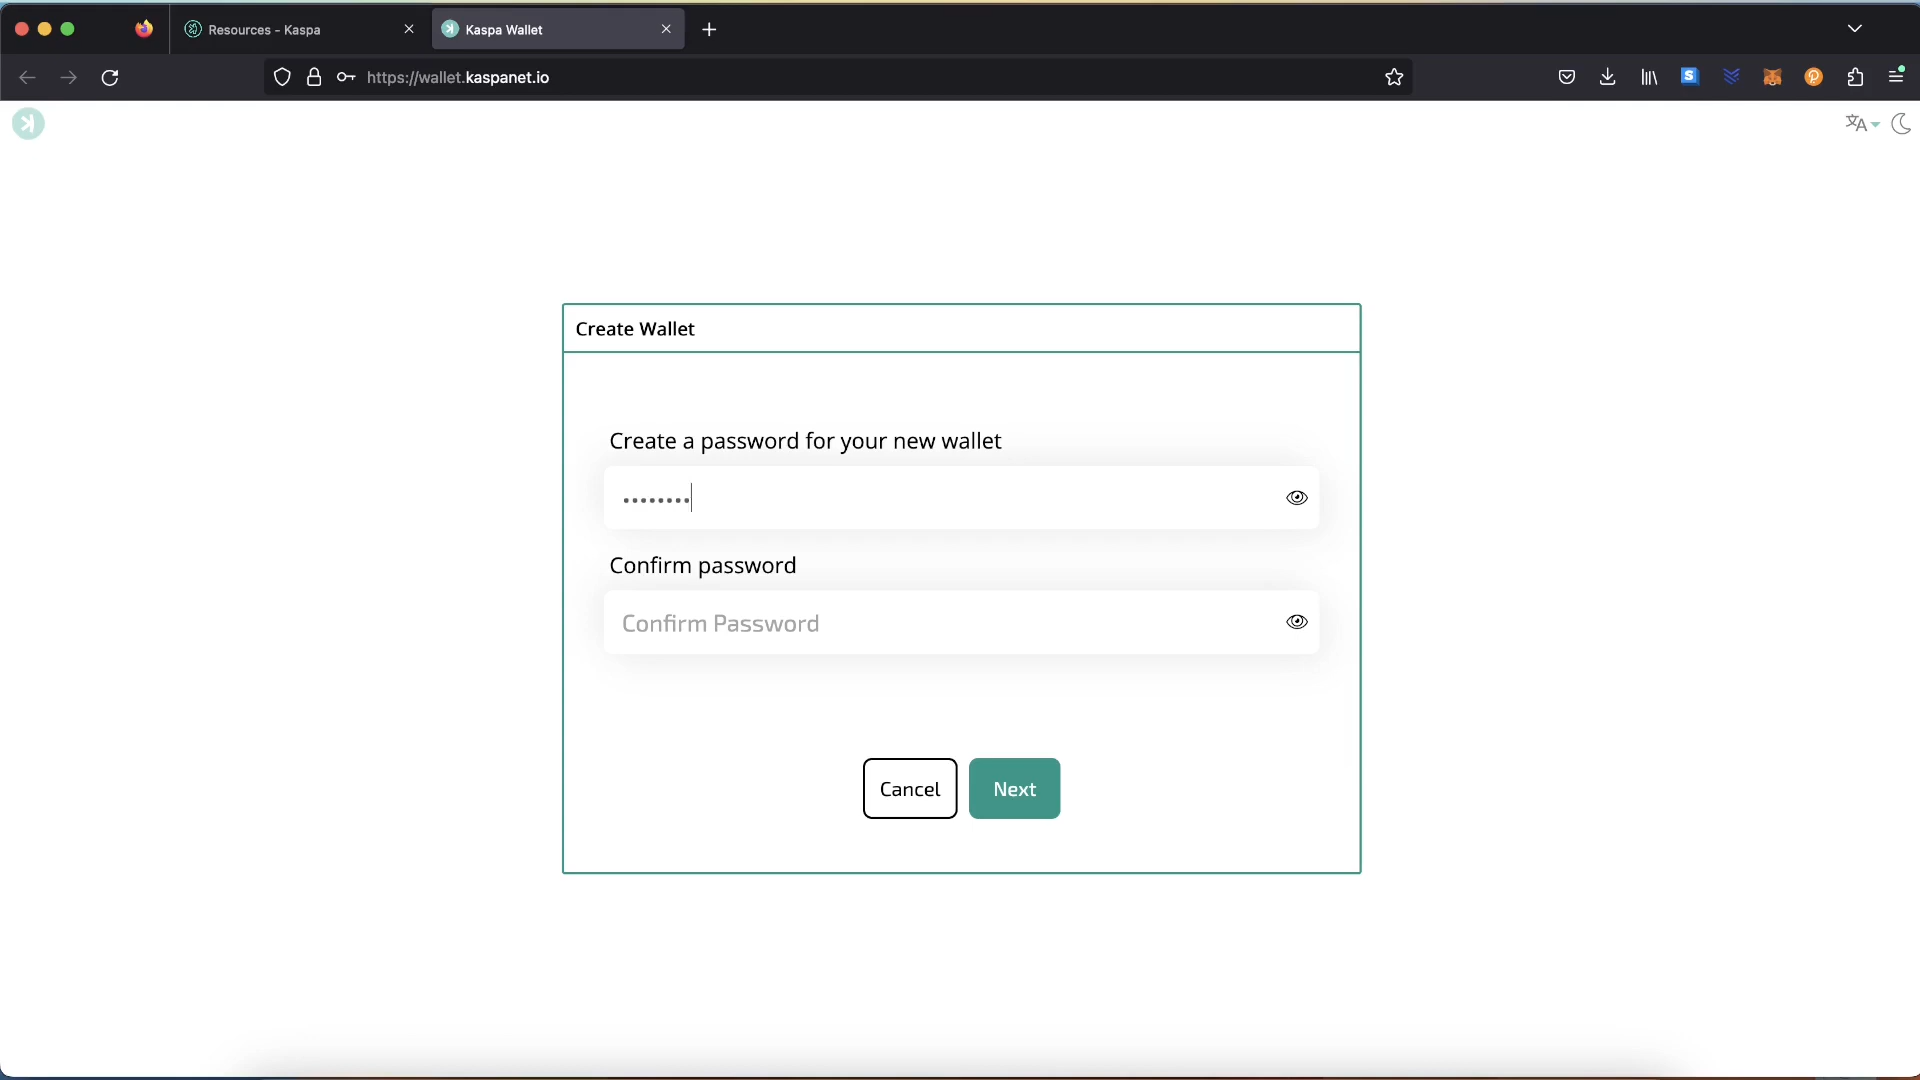 Resources - Kaspa
Kaspa Wallet
https://wallet.kaspanet.io
Create Wallet
Create a password for your new wallet
••••••••
Confirm password
Confirm Password
Cancel
Next